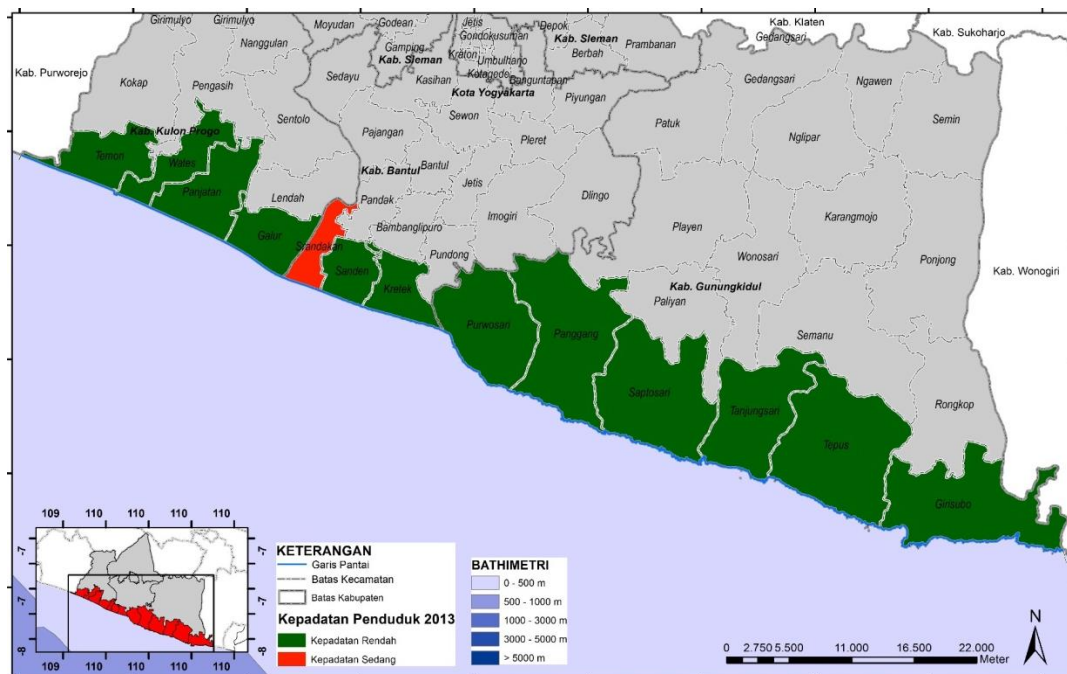 Girimulyo
Girimulyo
Moyudan
Godean
Jetis
Depok
Kab. Klaten
Gedangsari
Kab. Sukoharjo
Nanggulan
Gamping
Gondokusuman
Kab. Sleman
Prambanan
Kab. Sleman
Kraton
Umbulharjo
Berbah
Kab. Purworejo
Kokap
Pengasih
Sedayu
Kasihan
Kotagede
Banguntapan
Gedangsari
Ngawen
Kota Yogyakarta
Piyungan
Sentolo
Sewon
Patuk
Semin
Kab. Kulon Progo
Pajangan
Pleret
Nglipar
Temon
Wates
Kab. Bantul
Bantul
Panjatan
Jetis
Lendah
Pandak
Dlingo
Imogiri
Karangmojo
Galur
Srandakan
Bambanglipuro
Playen
Pundong
Wonosari
Ponjong
Sanden
Kab. Wonogiri
Kretek
Kab. Gunungkidul
Paliyan
Purwosari
Panggang
Semanu
Saptosari
Rongkop
Tanjungsari
Tepus
Girisubo
109 110 110 110 110
-7 -7
-7 -7
-8 -8
109 110 110 110 110
KETERANGAN
Garis Pantai
Batas Kecamatan
Batas Kabupaten
Kepadatan Penduduk 2013
Kepadatan Rendah
Kepadatan Sedang
BATHIMETRI
0 - 500 m
500 - 1000 m
1000 - 3000 m
3000 - 5000 m
> 5000 m
N
0 2.750 5.500 11.000 16.500 22.000
Meter